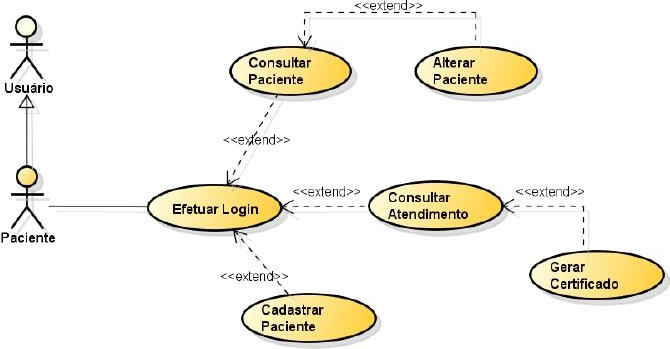 <<extend>>
Consultar
Paciente
Alterar
Paciente
Usuário
<<extend>>
Efetuar Login
<<extend>>
Consultar
Atendimento
<<extend>>
Paciente
<<extend>>
Gerar
Certificado
Cadastrar
Paciente